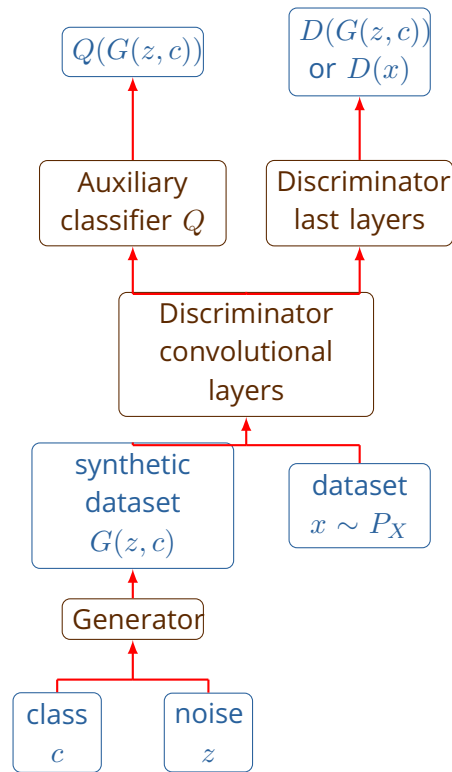 Q(G(z, c))
D(G(z, c))
or D(x)
Auxiliary
classifier Q
Discriminator
last layers
Discriminator
convolutional
layers
synthetic
dataset
G(z, c)
dataset
x ∼ P_X
Generator
class
c
noise
z